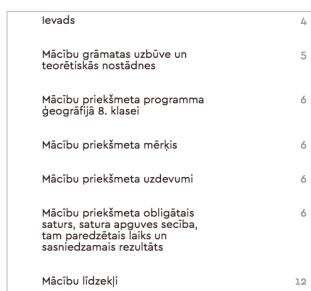 Ievads 4
Mācību grāmatas uzbūve un 5
teorētiskās nostādnes
Mācību priekšmeta programma 6
ģeogrāfijā 8. klasei
Mācību priekšmeta mērķis 6
Mācību priekšmeta uzdevumi 6
Mācību priekšmeta obligātais 6
saturs, satura apguves secība,
tam paredzētais laiks un
sasniedzamais rezultāts
Mācību līdzekļi 12